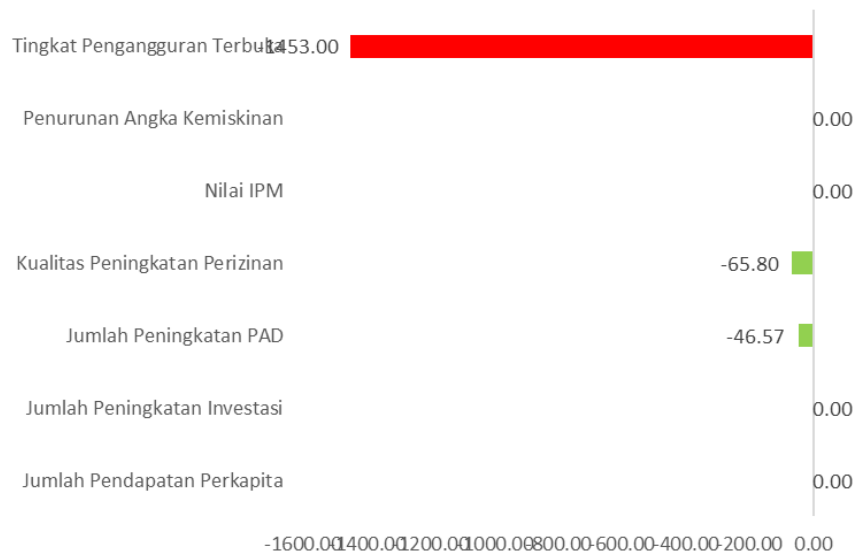 Tingkat Pengangguran Terbuka -1453.00
Penurunan Angka Kemiskinan 0.00
Nilai IPM 0.00
Kualitas Peningkatan Perizinan -65.80
Jumlah Peningkatan PAD -46.57
Jumlah Peningkatan Investasi 0.00
Jumlah Pendapatan Perkapita 0.00
-1600.00 -1400.00 -1200.00 -1000.00 -800.00 -600.00 -400.00 -200.00 0.00